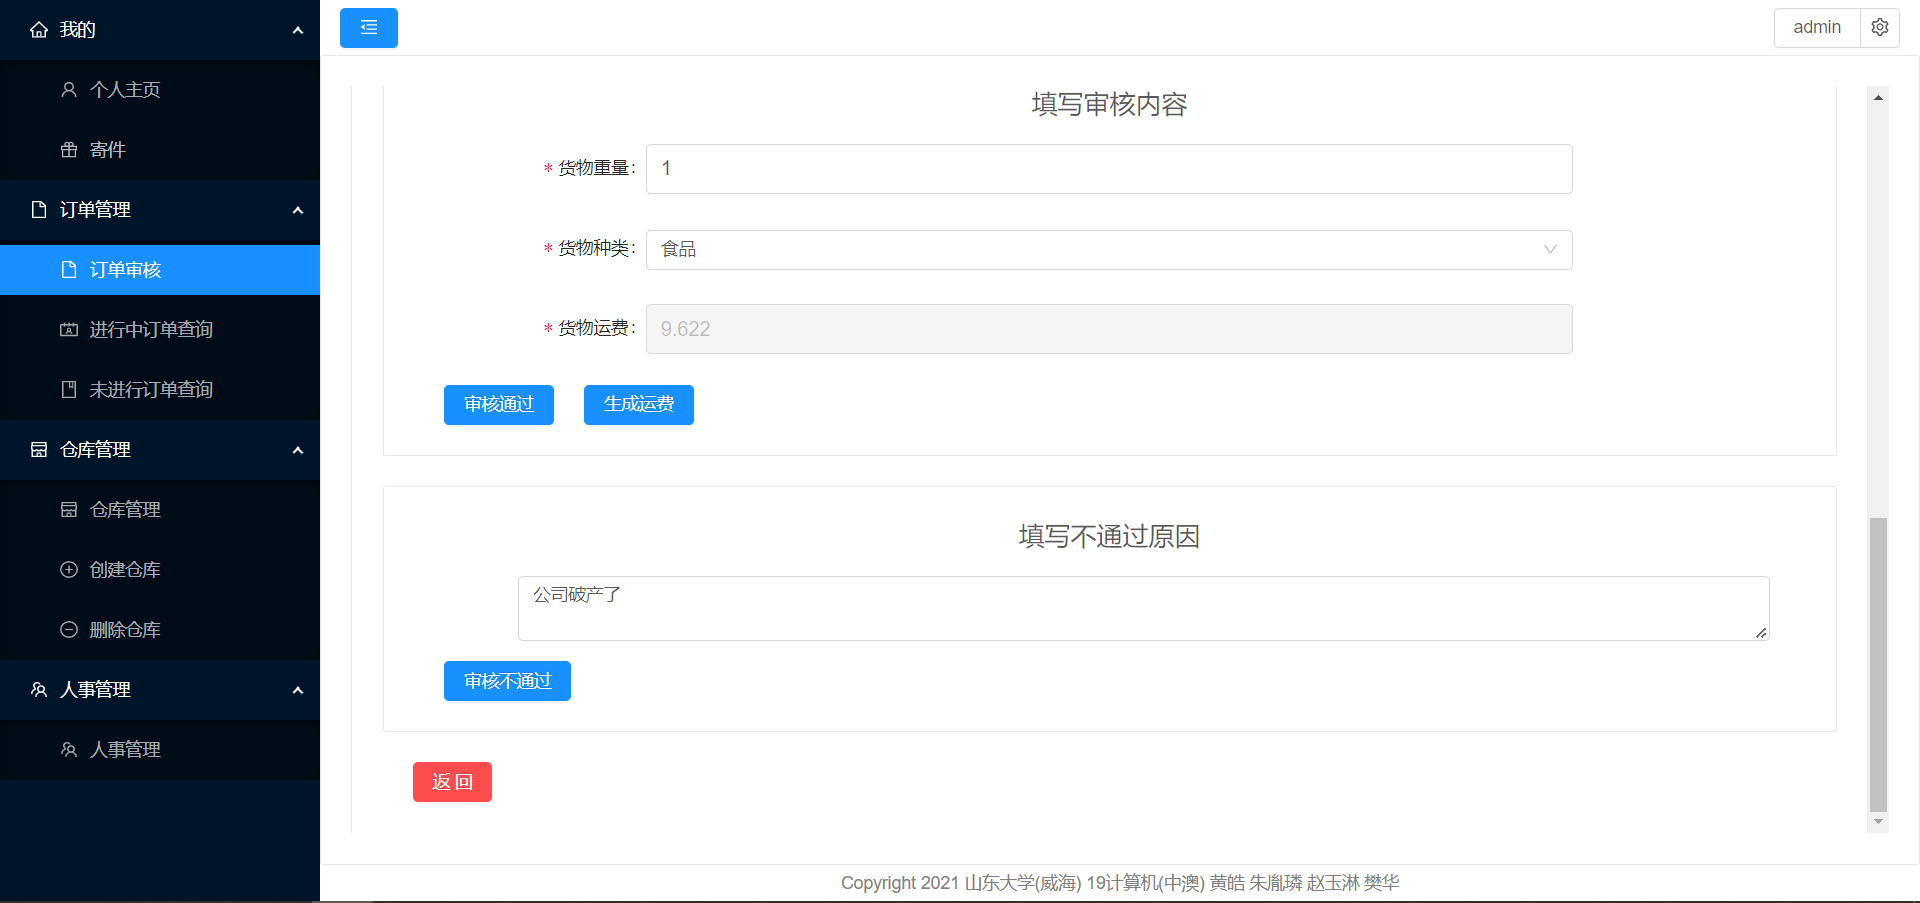 我的
个人主页
寄件
订单管理
订单审核
进行中订单查询
未进行订单查询
仓库管理
仓库管理
创建仓库
删除仓库
人事管理
人事管理
admin
填写审核内容
* 货物重量: 1
* 货物种类: 食品
* 货物运费: 9.622
审核通过 生成运费
填写不通过原因
公司破产了
审核不通过
返 回
Copyright 2021 山东大学(威海) 19计算机(中澳) 黄皓 朱胤璘 赵玉淋 樊华